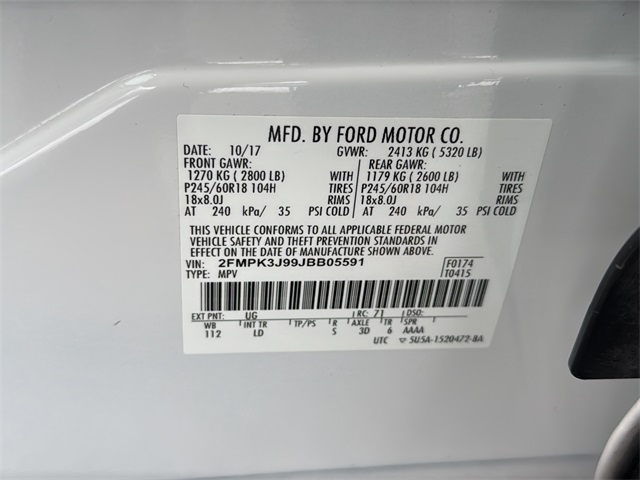 MFD. BY FORD MOTOR CO.
DATE: 10/17 GVWR: 2413 KG ( 5320 LB)
FRONT GAWR: REAR GAWR:
1270 KG ( 2800 LB) WITH 1179 KG ( 2600 LB) WITH
P245/60R18 104H TIRES P245/60R18 104H TIRES
18x8.0J RIMS 18x8.0J RIMS
AT 240 kPa/ 35 PSI COLD AT 240 kPa/ 35 PSI COLD
THIS VEHICLE CONFORMS TO ALL APPLICABLE FEDERAL MOTOR
VEHICLE SAFETY AND THEFT PREVENTION STANDARDS IN
EFFECT ON THE DATE OF MANUFACTURE SHOWN ABOVE.
VIN: 2FMPK3J99JBB05591 F0174
TYPE: MPV T0415
EXT PNT: UG RC: 71 DSO:
WB INT TR TP/PS R AXLE TR SPR
112 LD 5 3D 6 AAAA
UTC ▽ 5U5A-1520472-BA